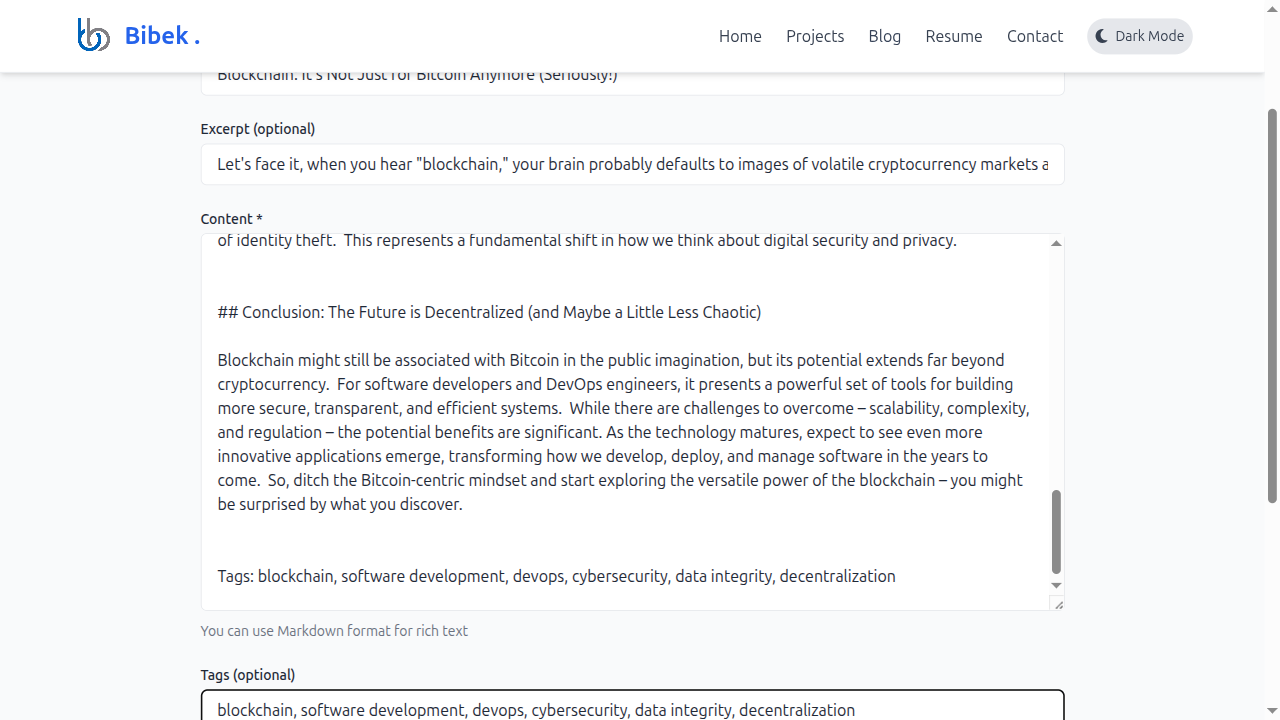 Bibek .
Home Projects Blog Resume Contact Dark Mode
Blockchain: It's Not Just for Bitcoin Anymore (Seriously!)
Excerpt (optional)
Let's face it, when you hear "blockchain," your brain probably defaults to images of volatile cryptocurrency markets a
Content *
of identity theft.  This represents a fundamental shift in how we think about digital security and privacy.
## Conclusion: The Future is Decentralized (and Maybe a Little Less Chaotic)
Blockchain might still be associated with Bitcoin in the public imagination, but its potential extends far beyond
cryptocurrency.  For software developers and DevOps engineers, it presents a powerful set of tools for building
more secure, transparent, and efficient systems.  While there are challenges to overcome – scalability, complexity,
and regulation – the potential benefits are significant. As the technology matures, expect to see even more
innovative applications emerge, transforming how we develop, deploy, and manage software in the years to
come.  So, ditch the Bitcoin-centric mindset and start exploring the versatile power of the blockchain – you might
be surprised by what you discover.
Tags: blockchain, software development, devops, cybersecurity, data integrity, decentralization
You can use Markdown format for rich text
Tags (optional)
blockchain, software development, devops, cybersecurity, data integrity, decentralization